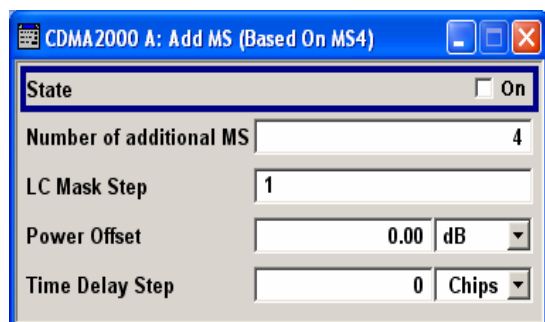 CDMA2000 A: Add MS (Based On MS4)
State On
Number of additional MS 4
LC Mask Step 1
Power Offset 0.00 dB
Time Delay Step 0 Chips